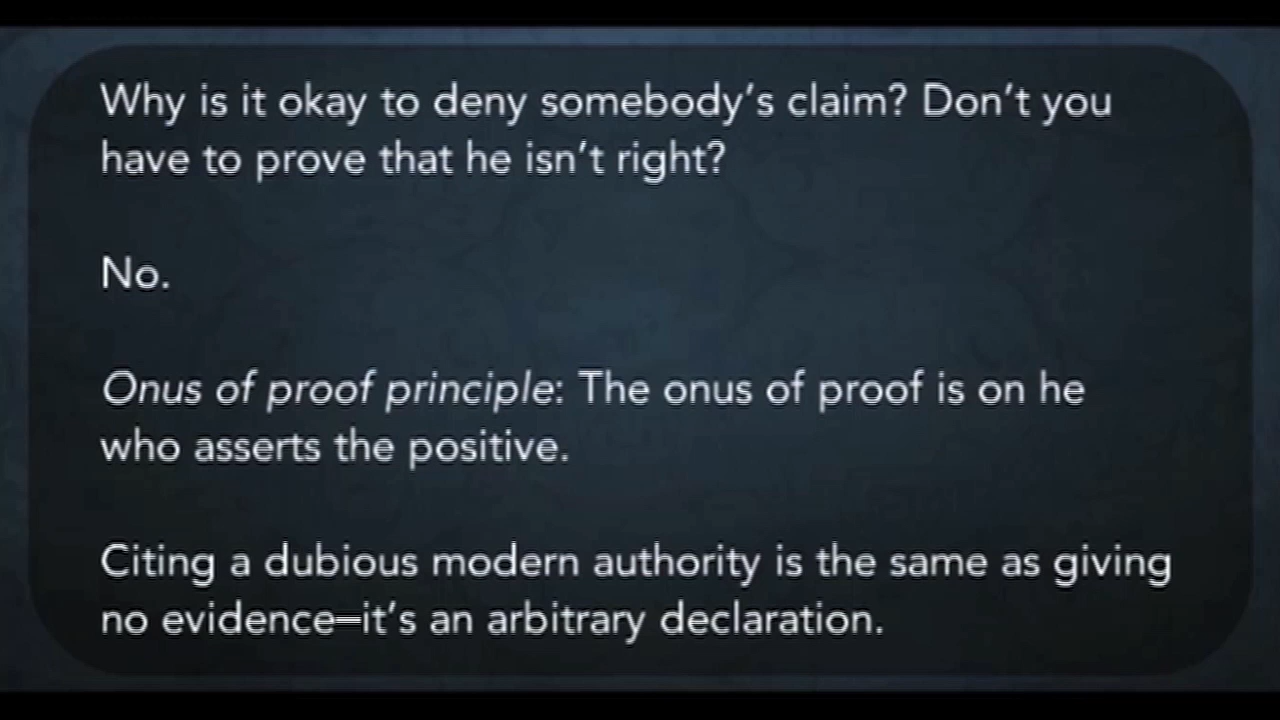 Why is it okay to deny somebody's claim? Don't you
have to prove that he isn't right?
No.
Onus of proof principle: The onus of proof is on he
who asserts the positive.
Citing a dubious modern authority is the same as giving
no evidence—it's an arbitrary declaration.